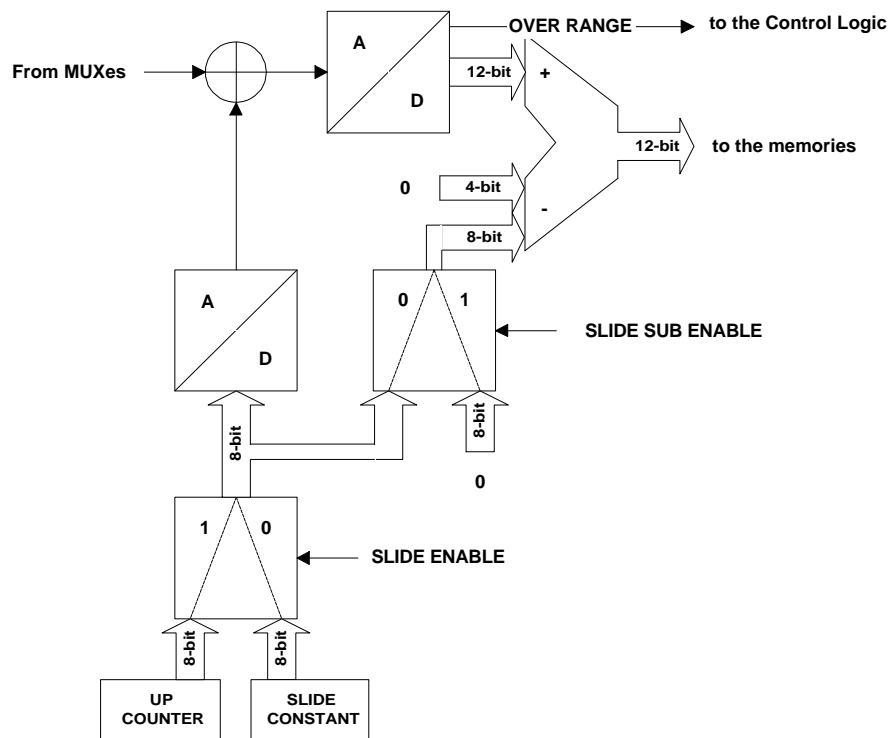 A
D
OVER RANGE
to the Control Logic
From MUXes
12-bit
+
12-bit
to the memories
0
4-bit
-
8-bit
A
D
0
1
SLIDE SUB ENABLE
8-bit
8-bit
0
1
0
SLIDE ENABLE
8-bit
8-bit
UP
COUNTER
SLIDE
CONSTANT